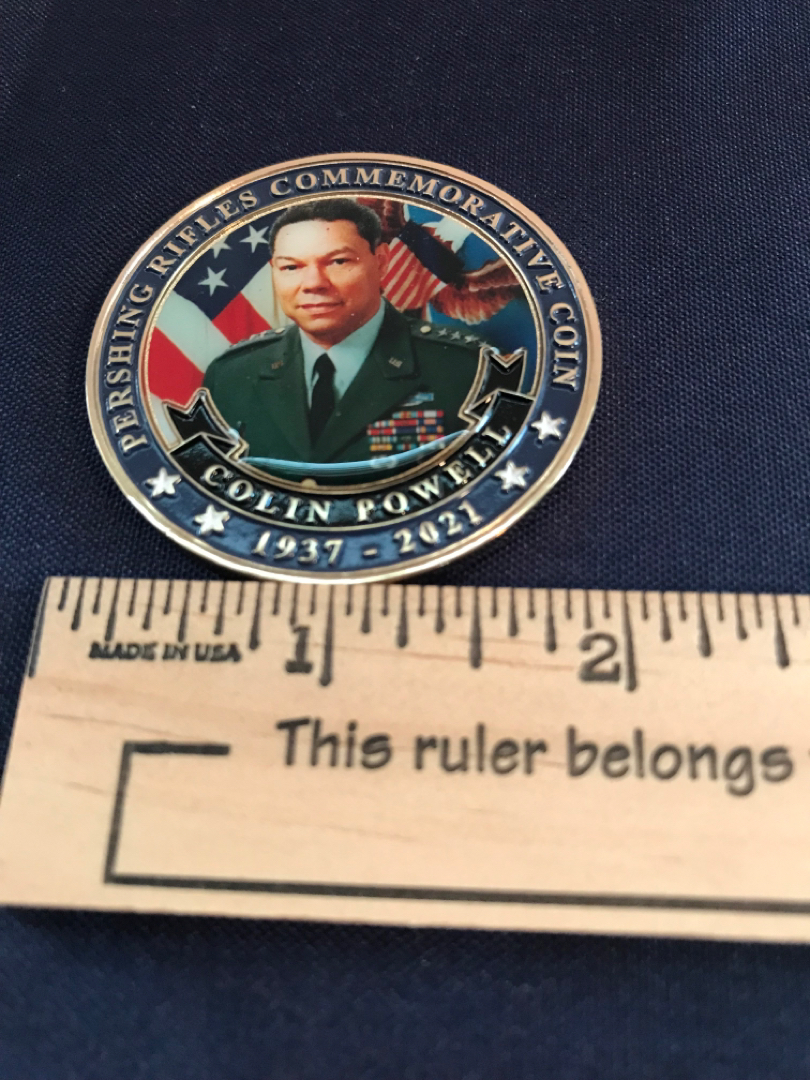 PERSHING RIFLES COMMEMORATIVE COIN
COLIN POWELL
1937 - 2021
MADE IN USA
1 2
This ruler belongs